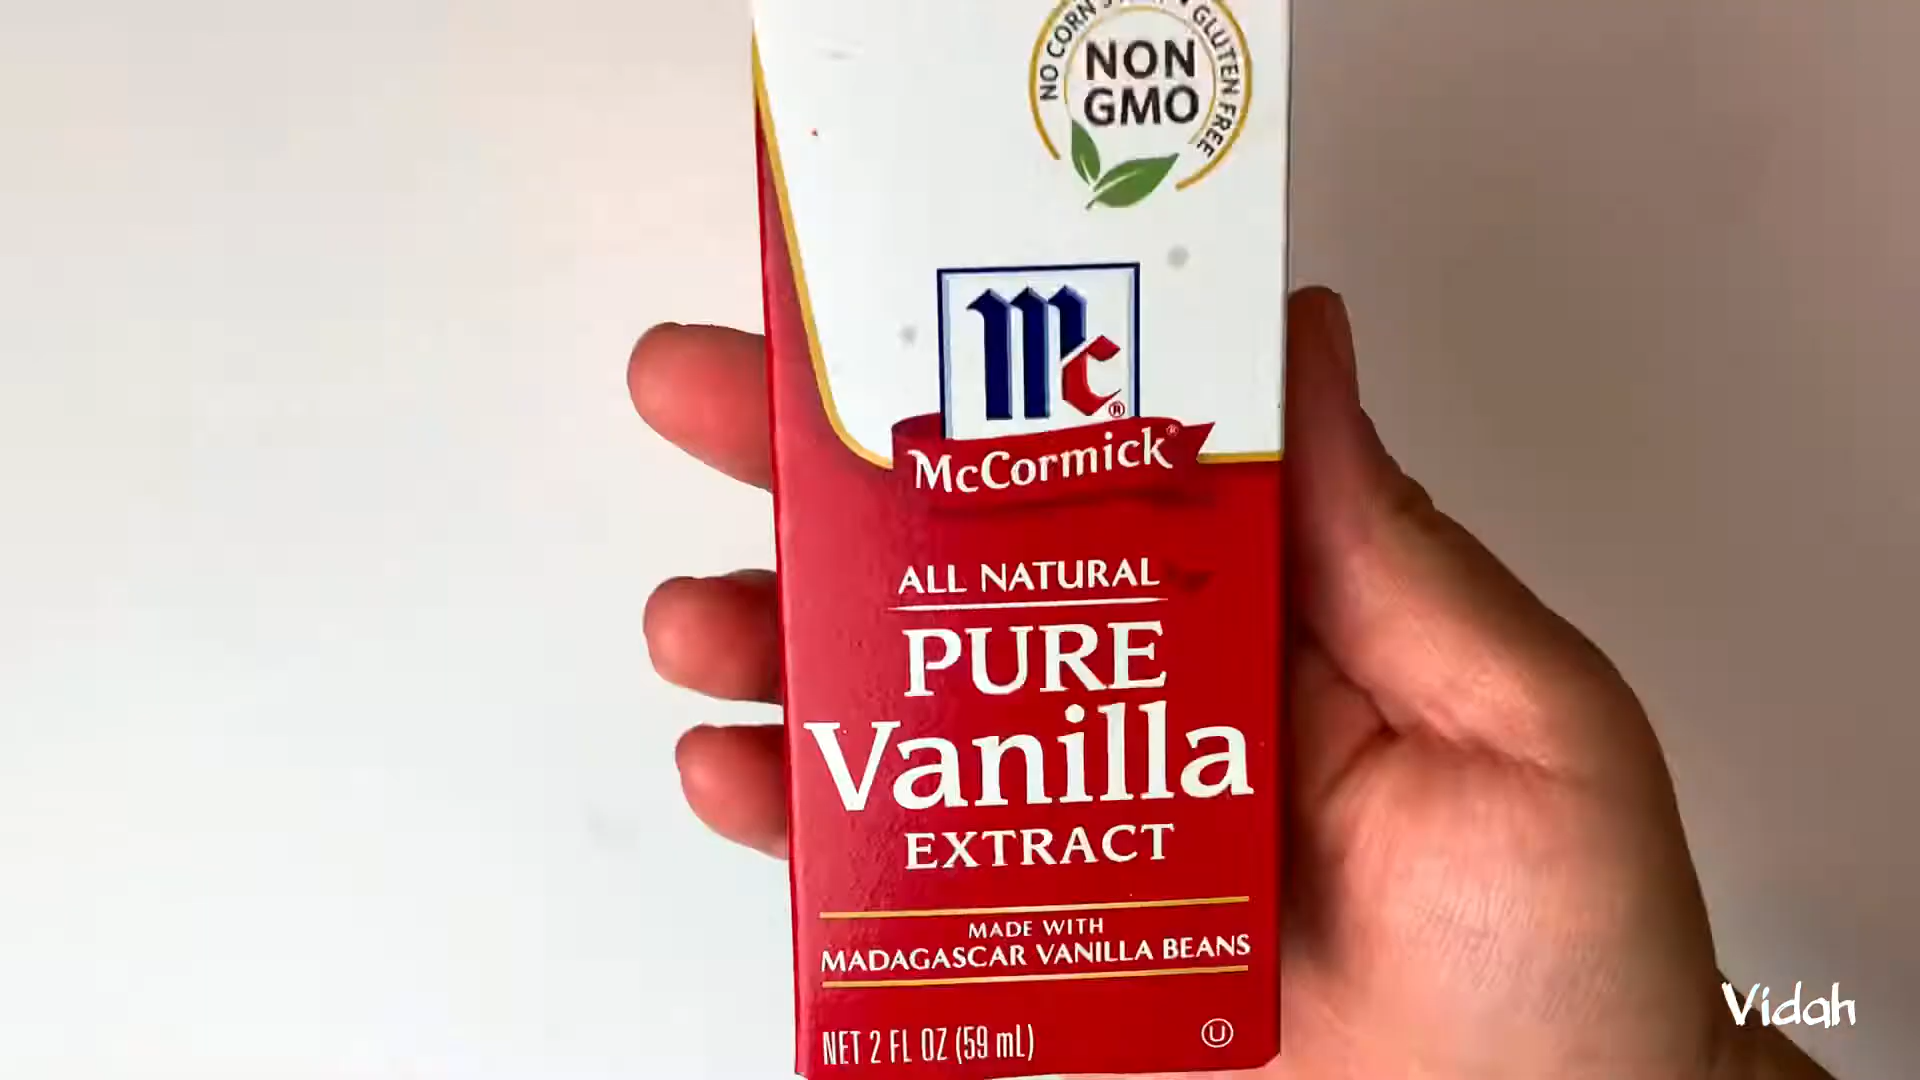 NO CORN
GLUTEN FREE
NON
GMO
Mc
McCormick®
ALL NATURAL
PURE
Vanilla
EXTRACT
MADE WITH
MADAGASCAR VANILLA BEANS
NET 2 FL OZ (59 mL)
U
Vidah